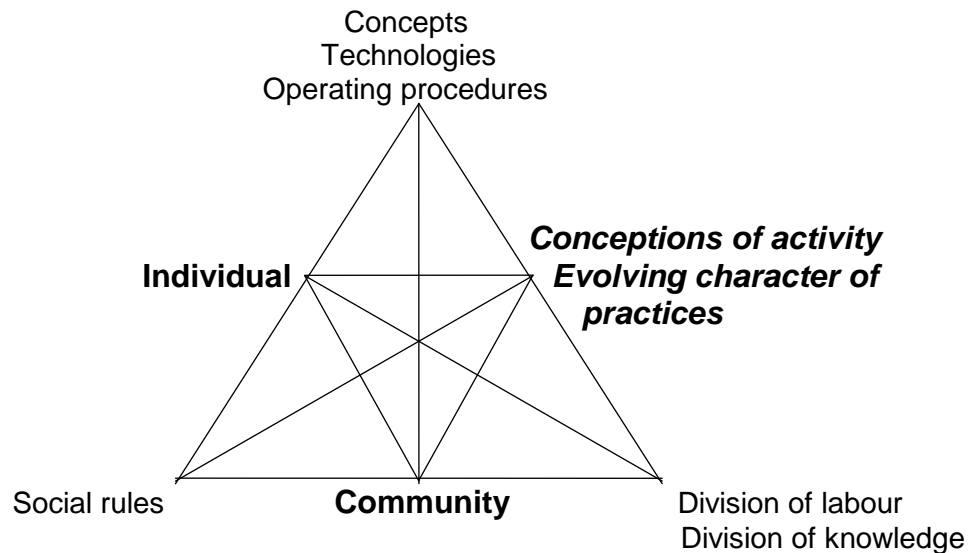 Concepts
Technologies
Operating procedures
Conceptions of activity
Individual
Evolving character of
practices
Social rules
Community
Division of labour
Division of knowledge